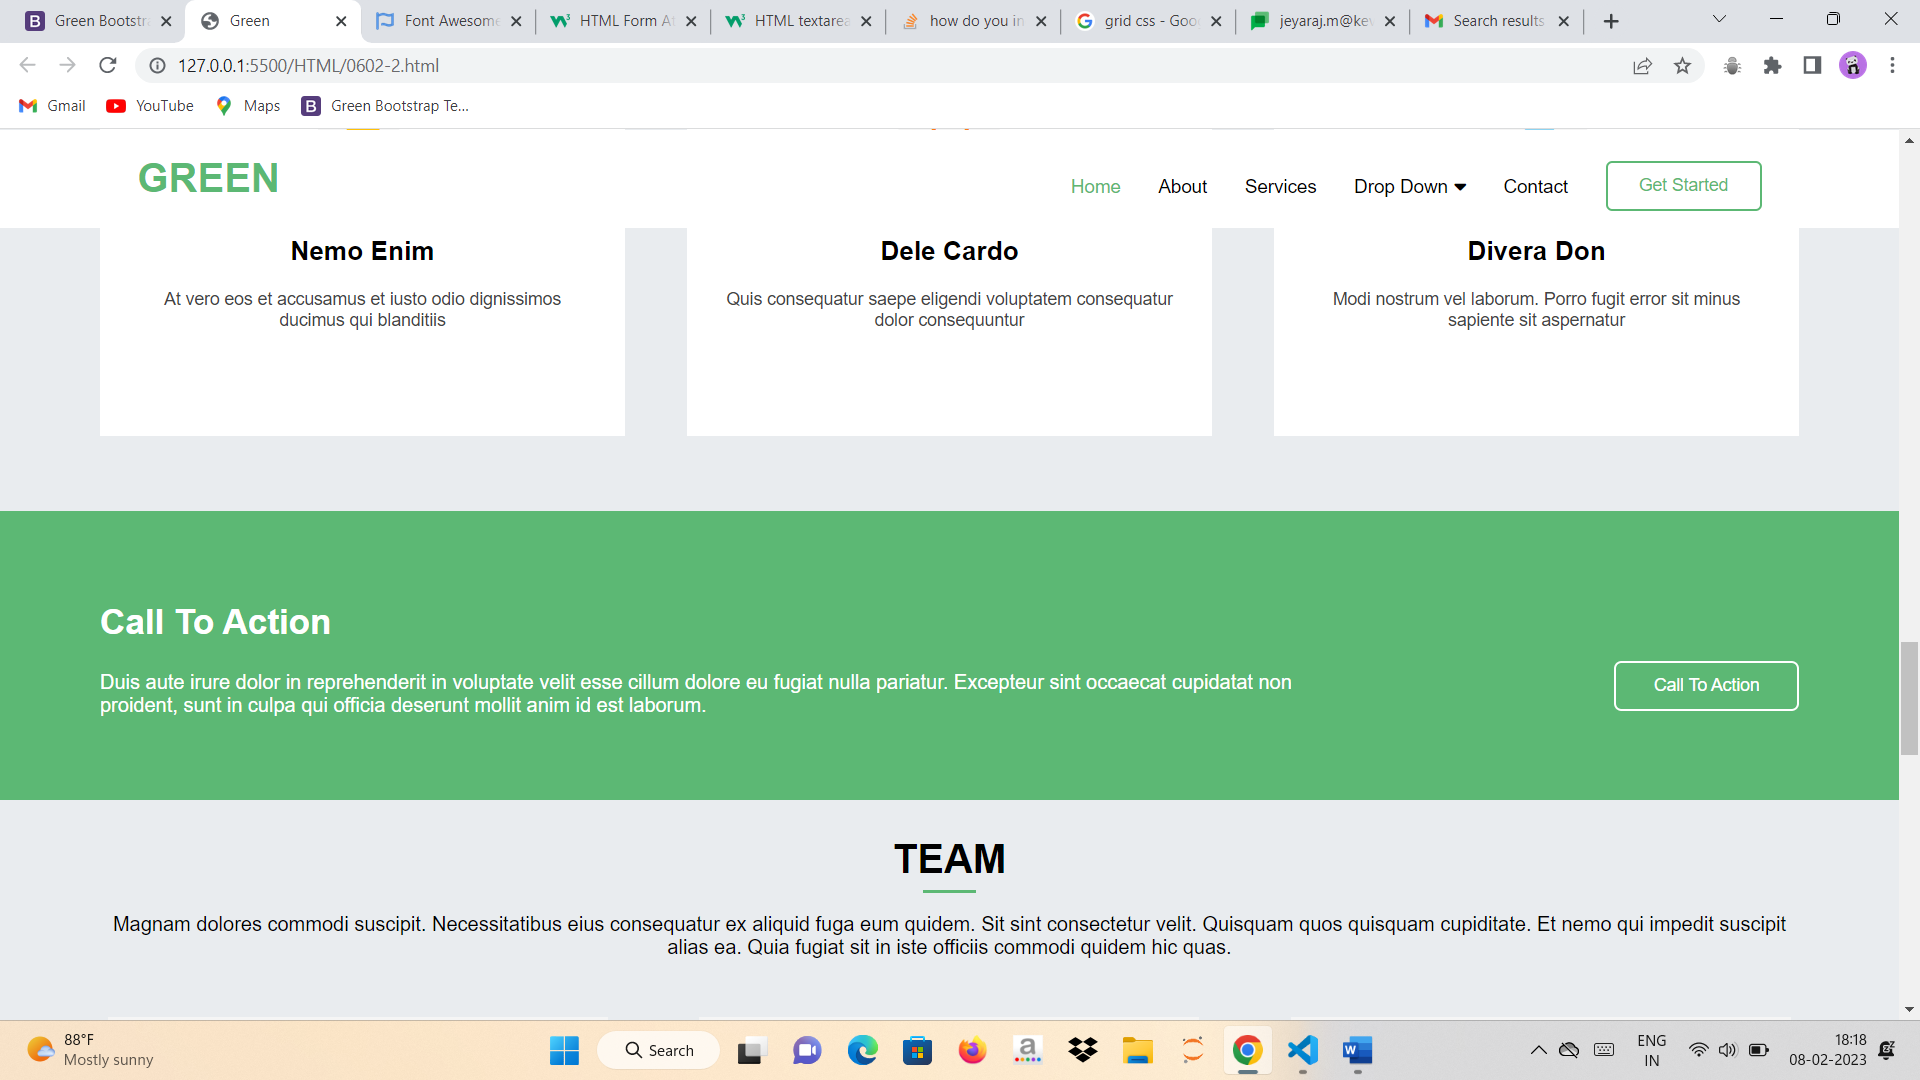 Green Bootstr
Green
Font Awesome
HTML Form A
HTML textare
how do you in
grid css - Goo
jeyaraj.m@ke
Search results
127.0.0.1:5500/HTML/0602-2.html
Gmail
YouTube
Maps
Green Bootstrap Te...
GREEN
Home
About
Services
Drop Down
Contact
Get Started
Nemo Enim
At vero eos et accusamus et iusto odio dignissimos
ducimus qui blanditiis
Dele Cardo
Quis consequatur saepe eligendi voluptatem consequatur
dolor consequuntur
Divera Don
Modi nostrum vel laborum. Porro fugit error sit minus
sapiente sit aspernatur
Call To Action
Duis aute irure dolor in reprehenderit in voluptate velit esse cillum dolore eu fugiat nulla pariatur. Excepteur sint occaecat cupidatat non
proident, sunt in culpa qui officia deserunt mollit anim id est laborum.
Call To Action
TEAM
Magnam dolores commodi suscipit. Necessitatibus eius consequatur ex aliquid fuga eum quidem. Sit sint consectetur velit. Quisquam quos quisquam cupiditate. Et nemo qui impedit suscipit
alias ea. Quia fugiat sit in iste officiis commodi quidem hic quas.
88°F
Mostly sunny
Search
ENG
IN
18:18
08-02-2023